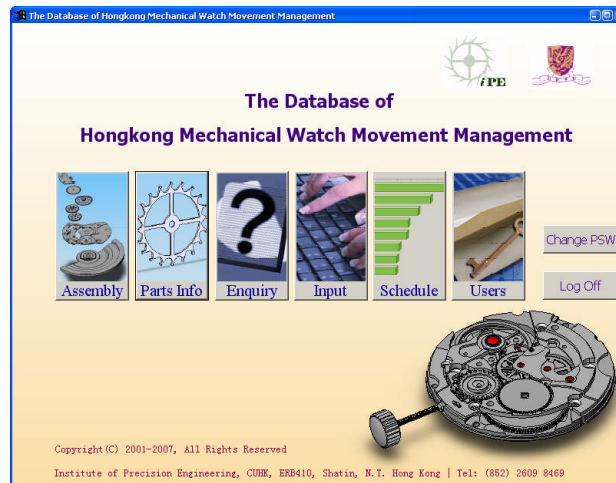 The Database of Hongkong Mechanical Watch Movement Management
iPE
The Database of
Hongkong Mechanical Watch Movement Management
Assembly
Parts Info
Enquiry
Input
Schedule
Users
Change PSW
Log Off
Copyright(C) 2001-2007, All Rights Reserved
Institute of Precision Engineering, CUHK, ERB410, Shatin, N.T. Hong Kong | Tel: (852) 2609 8469